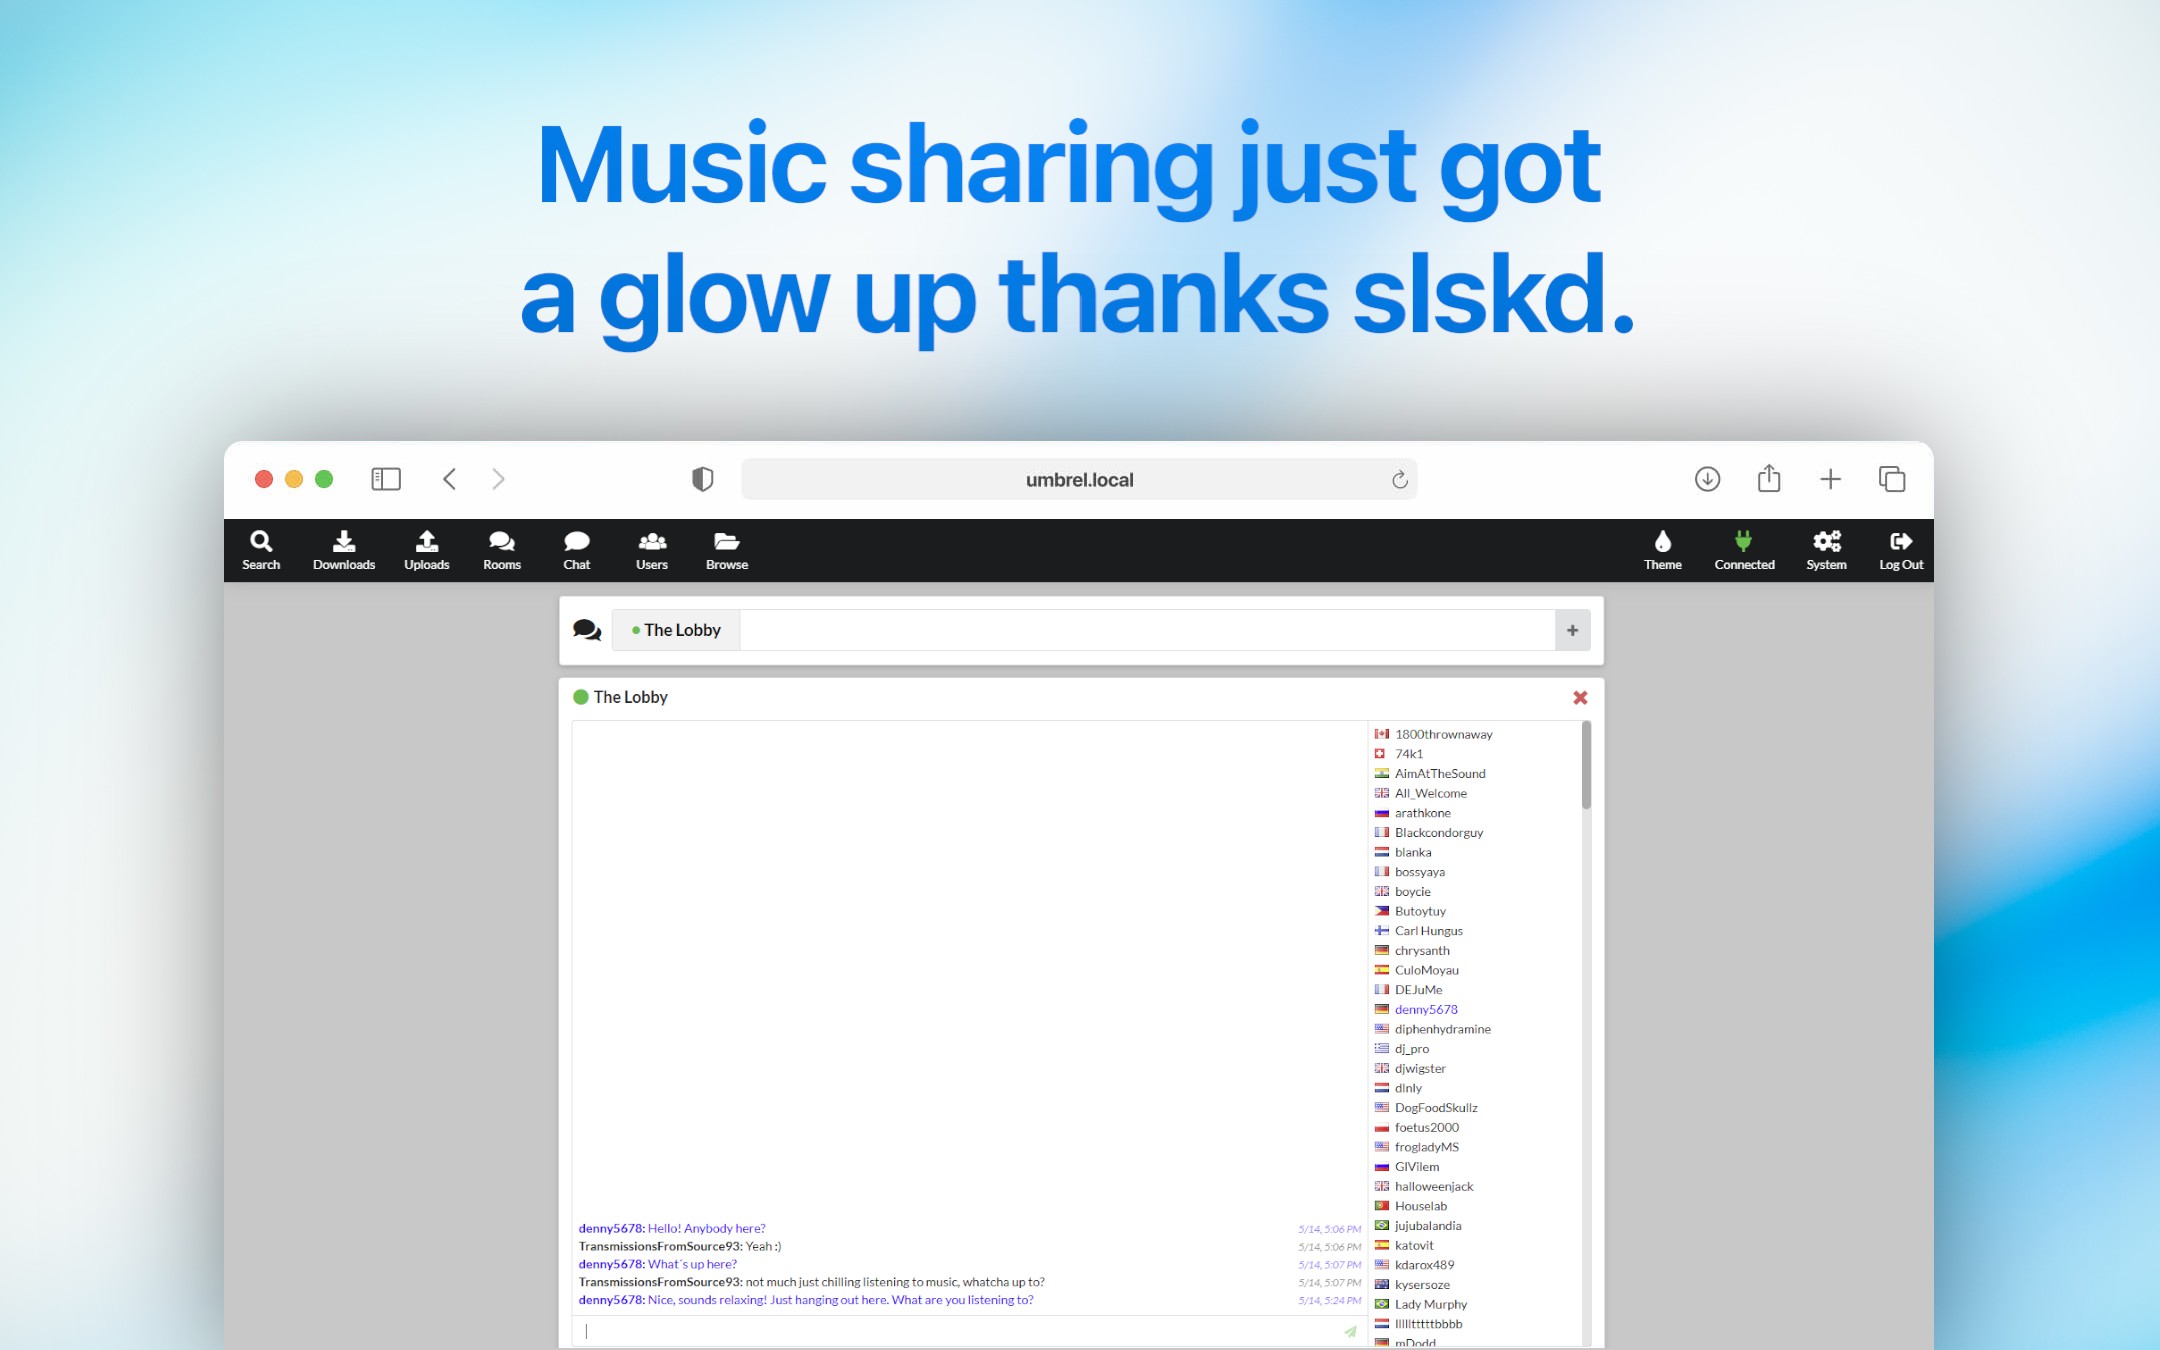 Music sharing just got
a glow up thanks slskd.
umbrel.local
Search Downloads Uploads Rooms Chat Users Browse Theme Connected System Log Out
The Lobby
The Lobby
1800thrownaway
74k1
AimAtTheSound
All_Welcome
arathkone
Blackcondorguy
blanka
bossyaya
boycie
Butoytuy
Carl Hungus
chrysanth
CuloMoyau
DEJuMe
denny5678
diphenhydramine
dj_pro
djwigster
dlnly
DogFoodSkullz
foetus2000
frogladyMS
halloweenjack
Houselab
jujubalandia
katovit
kdarox489
kysersoze
Lady Murphy
mDodd
denny5678: Hello! Anybody here? 5/14, 5:06 PM
TransmissionsFromSource93: Yeah :) 5/14, 5:06 PM
denny5678: What´s up here? 5/14, 5:07 PM
TransmissionsFromSource93: not much just chilling listening to music, whatcha up to? 5/14, 5:07 PM
denny5678: Nice, sounds relaxing! Just hanging out here. What are you listening to? 5/14, 5:24 PM